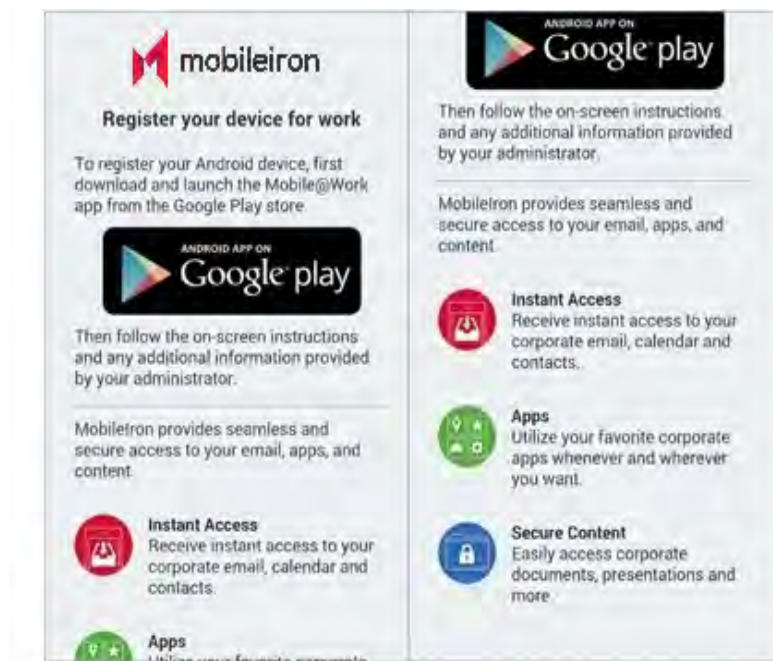 mobileiron
Register your device for work
To register your Android device, first
download and launch the Mobile@Work
app from the Google Play store
ANDROID APP ON
Google play
Then follow the on-screen instructions
and any additional information provided
by your administrator.
MobileIron provides seamless and
secure access to your email, apps, and
content
Instant Access
Receive instant access to your
corporate email, calendar and
contacts.
Apps
Utilize your favorite corporate
ANDROID APP ON
Google play
Then follow the on-screen instructions
and any additional information provided
by your administrator.
MobileIron provides seamless and
secure access to your email, apps, and
content
Instant Access
Receive instant access to your
corporate email, calendar and
contacts.
Apps
Utilize your favorite corporate
apps whenever and wherever
you want.
Secure Content
Easily access corporate
documents, presentations and
more